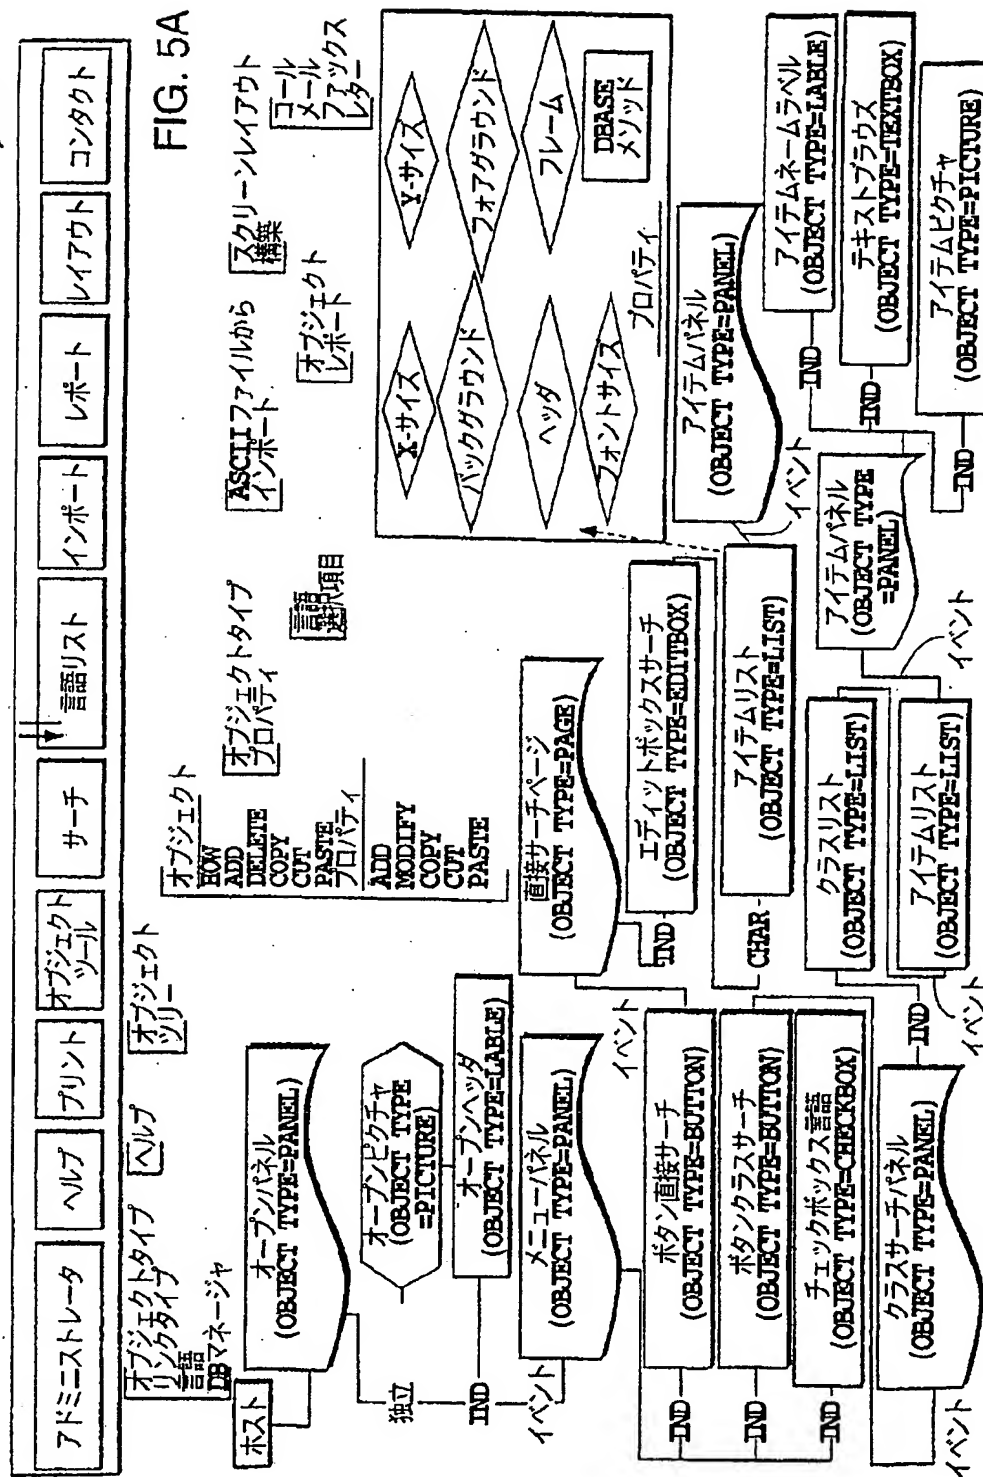 FIG. 5A
アドミニストレータ
ヘルプ
プリント
オブジェクト
ツール
サーチ
言語リスト
インポート
レポート
レイアウト
コンタクト
オブジェクトタイプ
リンクタイプ
言語
DBマネージャ
ヘルプ
オブジェクト
ツリー
オブジェクト
HOW
ADD
DELETE
COPY
CUT
PASTE
プロパティ
ADD
MODIFY
COPY
CUT
PASTE
オブジェクトタイプ
プロパティ
言語
選択項目
ASCIIファイルから
インポート
オブジェクト
レポート
スクリーンレイアウト
構築
コール
メール
ファックス
レター
ホスト
オープンパネル
(OBJECT TYPE=PANEL)
独立
オープンピクチャ
(OBJECT TYPE
=PICTURE)
IND
オープンヘッダ
(OBJECT TYPE=LABLE)
イベント
メニューパネル
(OBJECT TYPE=PANEL)
イベント
IND
ボタン直接サーチ
(OBJECT TYPE=BUTTON)
IND
ボタンクラスサーチ
(OBJECT TYPE=BUTTON)
IND
チェックボックス言語
(OBJECT TYPE=CHECKBOX)
イベント
クラスサーチパネル
(OBJECT TYPE=PANEL)
直接サーチページ
(OBJECT TYPE=PAGE)
IND
エディットボックスサーチ
(OBJECT TYPE=EDITBOX)
CHAR
アイテムリスト
(OBJECT TYPE=LIST)
IND
クラスリスト
(OBJECT TYPE=LIST)
イベント
アイテムリスト
(OBJECT TYPE=LIST)
イベント
アイテムパネル
(OBJECT TYPE
=PANEL)
X-サイズ
Y-サイズ
バックグラウンド
フォアグラウンド
ヘッダ
フレーム
フォントサイズ
DBASE
メソッド
プロパティ
イベント
アイテムパネル
(OBJECT TYPE=PANEL)
IND
アイテムネームラベル
(OBJECT TYPE=LABLE)
IND
テキストブラウズ
(OBJECT TYPE=TEXTBOX)
IND
アイテムピクチャ
(OBJECT TYPE=PICTURE)